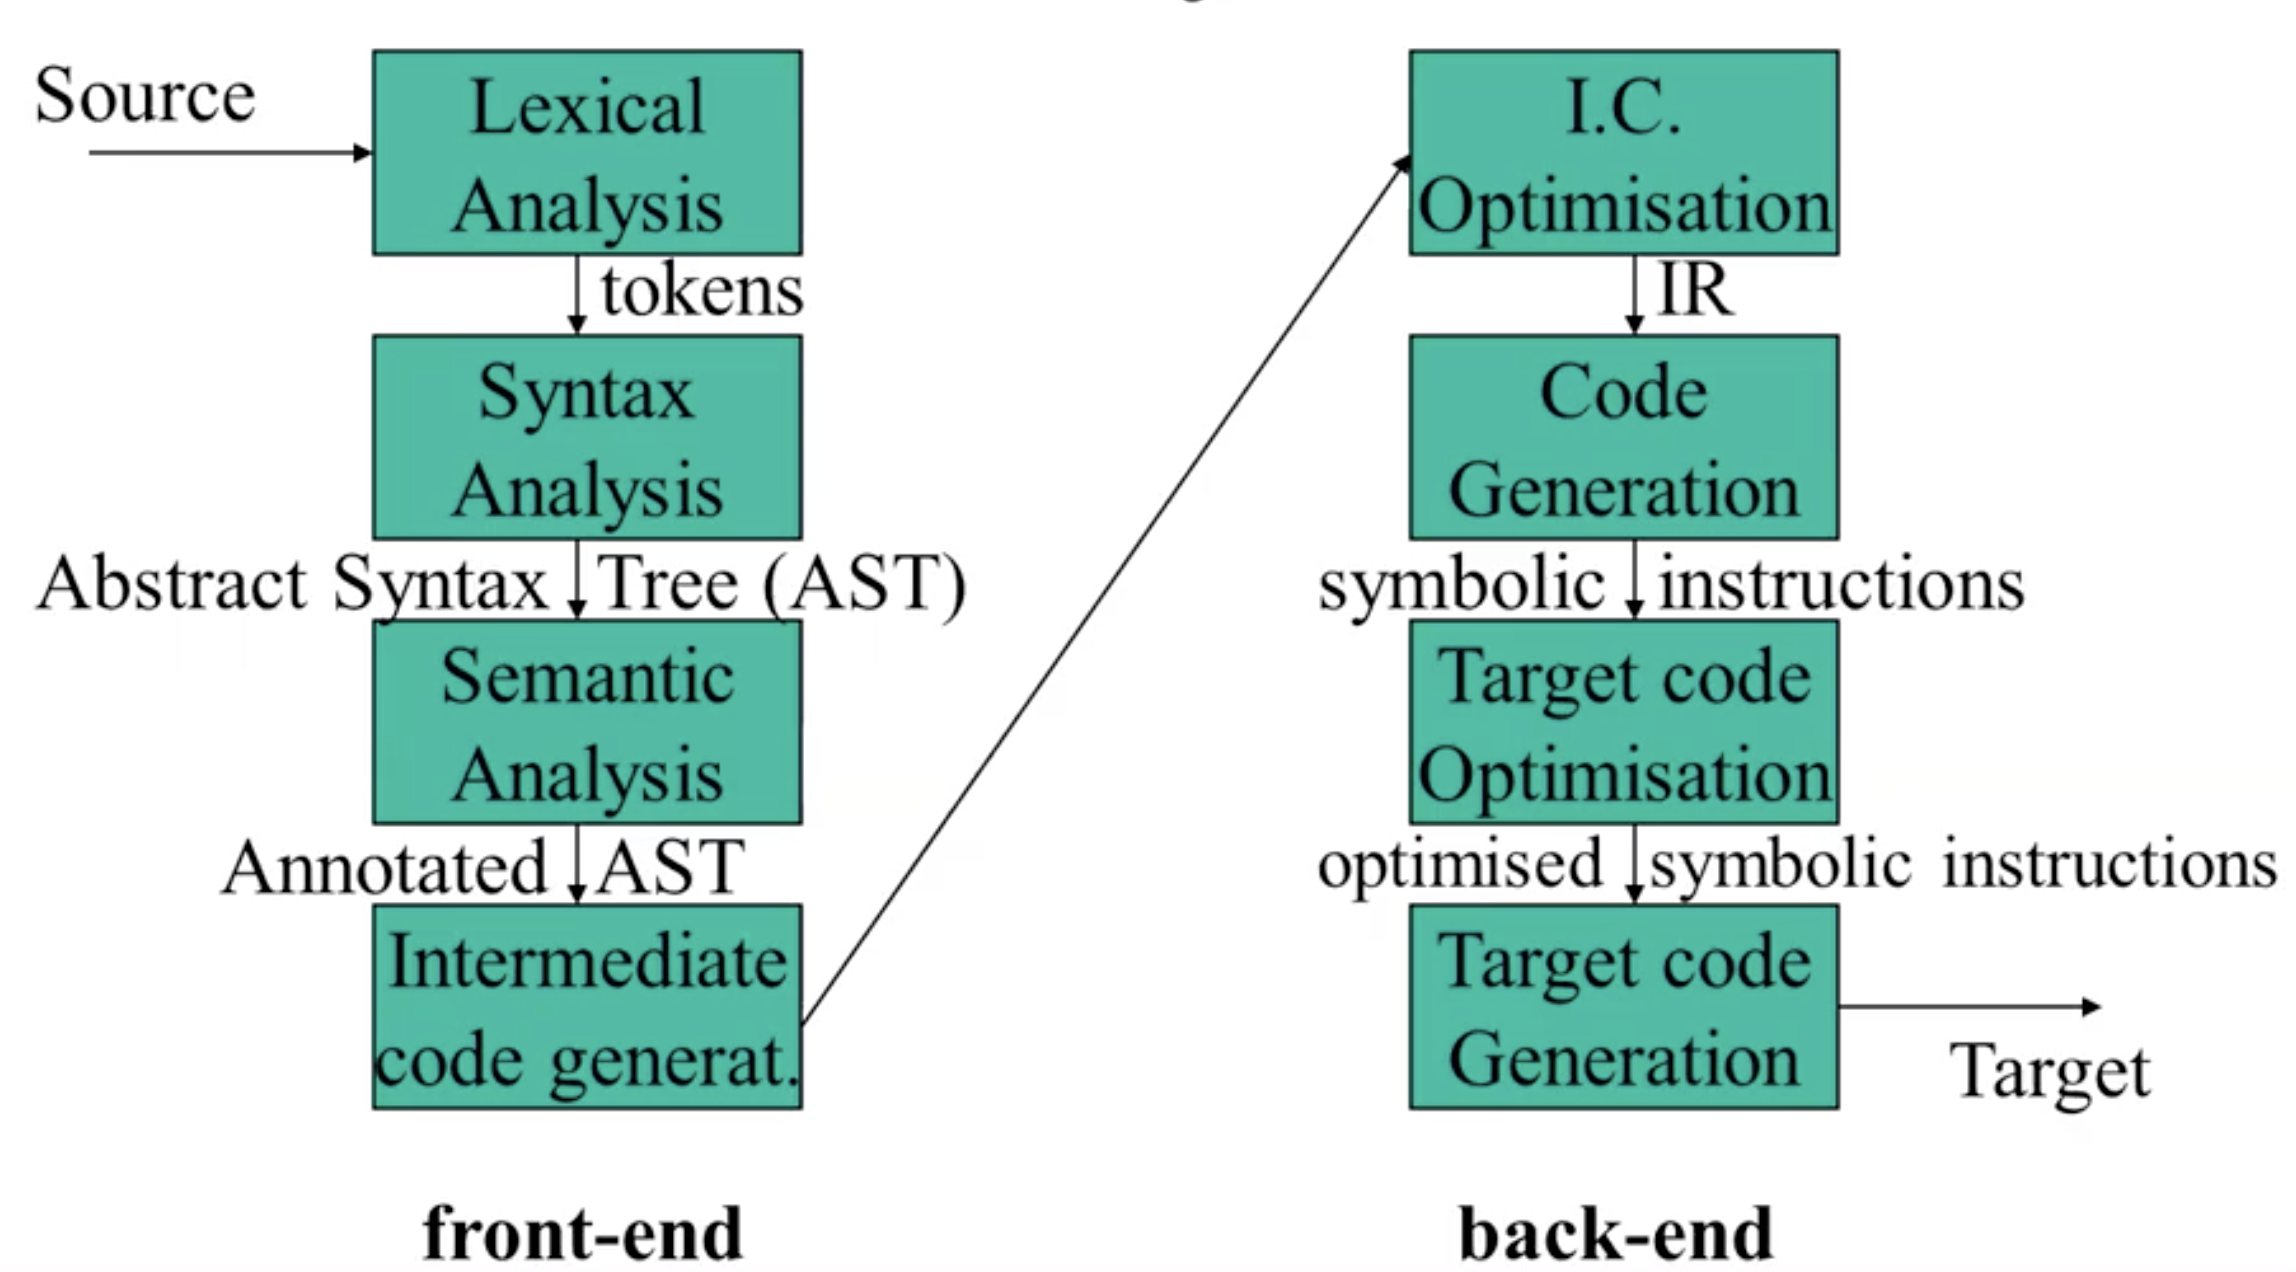 Source
Lexical
Analysis
tokens
Syntax
Analysis
Abstract Syntax Tree (AST)
Semantic
Analysis
Annotated AST
Intermediate
code generat.
front-end
I.C.
Optimisation
IR
Code
Generation
symbolic instructions
Target code
Optimisation
optimised symbolic instructions
Target code
Generation
Target
back-end